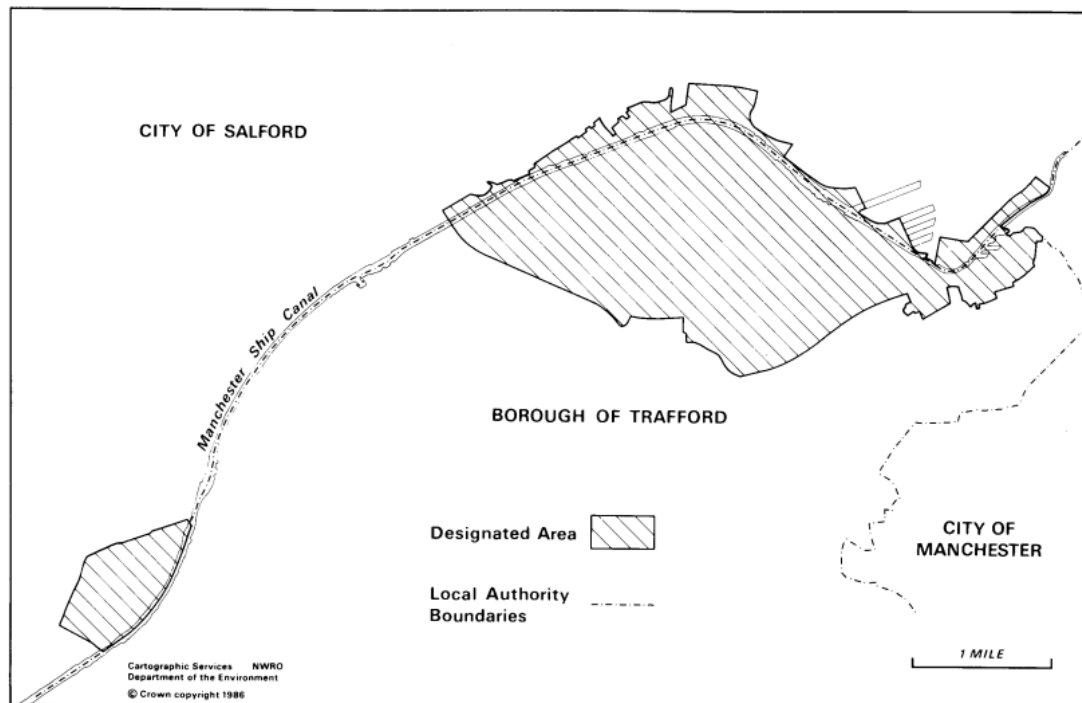 CITY OF SALFORD
Manchester Ship Canal
BOROUGH OF TRAFFORD
Designated Area
CITY OF
MANCHESTER
Local Authority
Boundaries
1 MILE
Cartographic Services NWRO
Department of the Environment
© Crown copyright 1986